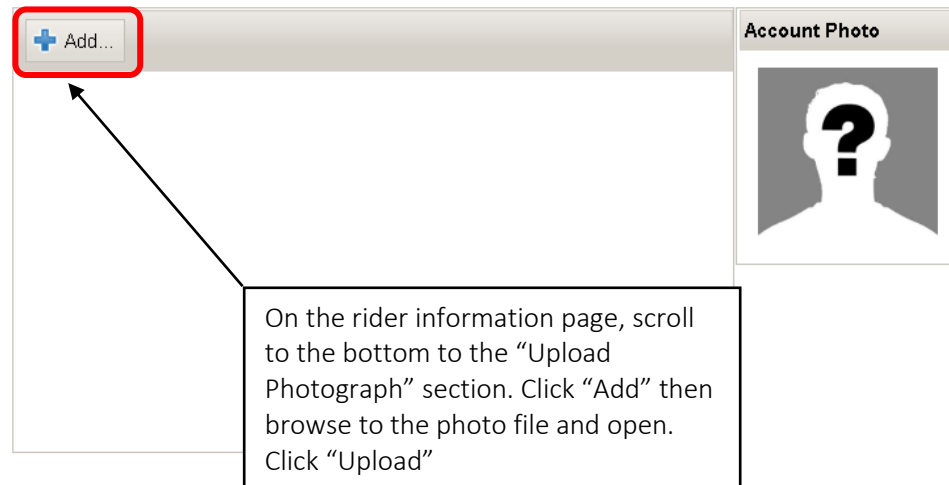 Add...
Account Photo
?
On the rider information page, scroll
to the bottom to the “Upload
Photograph” section. Click “Add” then
browse to the photo file and open.
Click “Upload”